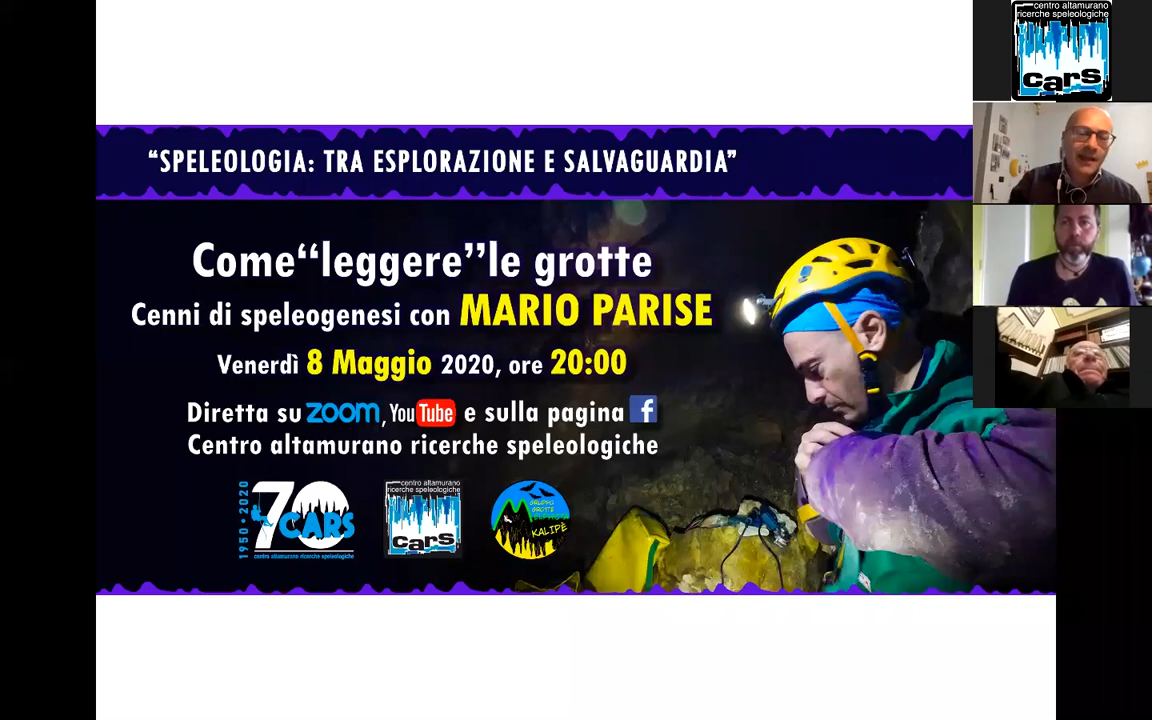 centro altamurano
ricerche speleologiche
cars
“SPELEOLOGIA: TRA ESPLORAZIONE E SALVAGUARDIA”
Come“leggere”le grotte
Cenni di speleogenesi con MARIO PARISE
Venerdì 8 Maggio 2020, ore 20:00
Diretta su zoom, YouTube e sulla pagina f
Centro altamurano ricerche speleologiche
1950 • 2020
70
CARS
centro altamurano ricerche speleologiche
centro altamurano
ricerche speleologiche
cars
GRUPPO
GROTTE
KALIPÈ